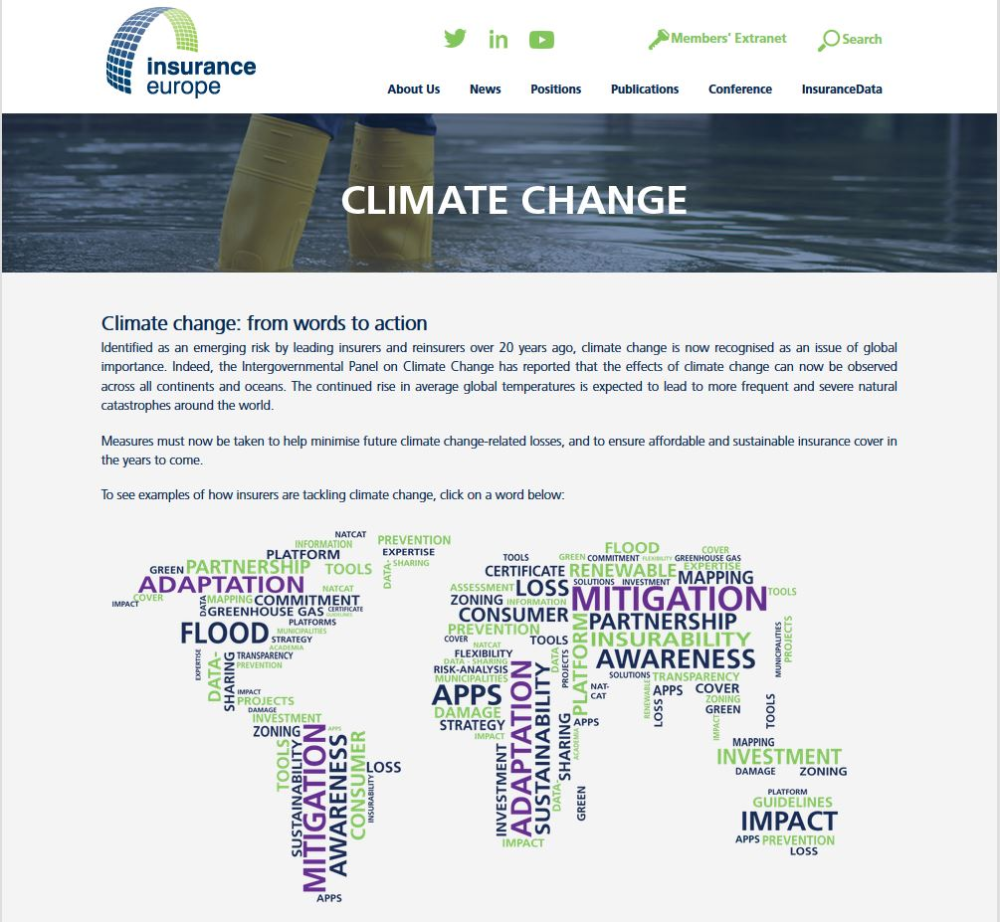 insurance
europe
Members' Extranet
Search
About Us News Positions Publications Conference InsuranceData
CLIMATE CHANGE
Climate change: from words to action
Identified as an emerging risk by leading insurers and reinsurers over 20 years ago, climate change is now recognised as an issue of global
importance. Indeed, the Intergovernmental Panel on Climate Change has reported that the effects of climate change can now be observed
across all continents and oceans. The continued rise in average global temperatures is expected to lead to more frequent and severe natural
catastrophes around the world.
Measures must now be taken to help minimise future climate change-related losses, and to ensure affordable and sustainable insurance cover in
the years to come.
To see examples of how insurers are tackling climate change, click on a word below:
NATCAT
INFORMATION
PREVENTION
PLATFORM
EXPERTISE
GREEN
PARTNERSHIP
TOOLS
DATA-
SHARING
ADAPTATION
NATCAT
IMPACT
COVER
DATA
MAPPING
COMMITMENT
GREENHOUSE GAS
CERTIFICATE
GUIDELINES
PLATFORMS
FLOOD
MUNICIPALITIES
STRATEGY
ACADEMIA
EXPERTISE
DATA-
SHARING
TRANSPARENCY
PREVENTION
IMPACT
PROJECTS
DAMAGE
INVESTMENT
ZONING
APPS
TOOLS
SUSTAINABILITY
MITIGATION
AWARENESS
CONSUMER
INSURABILITY
LOSS
APPS
FLOOD
COVER
TOOLS
GREEN
COMMITMENT
FLEXIBILITY
GREENHOUSE GAS
CERTIFICATE
RENEWABLE
EXPERTISE
MAPPING
ASSESSMENT
LOSS
SOLUTIONS
INVESTMENT
ZONING
INFORMATION
MITIGATION
TOOLS
CONSUMER
PARTNERSHIP
PREVENTION
COVER
TOOLS
INSURABILITY
NATCAT
FLEXIBILITY
DATA - SHARING
RISK-ANALYSIS
MUNICIPALITIES
DATA
PROJECTS
PLATFORM
AWARENESS
MUNICIPALITIES
PROJECTS
APPS
NAT-
CAT
SOLUTIONS
TRANSPARENCY
RENEWABLE
LOSS
APPS
COVER
ZONING
GREEN
DAMAGE
STRATEGY
IMPACT
INVESTMENT
ADAPTATION
SUSTAINABILITY
DATA-
SHARING
ACADEMIA
APPS
GREEN
IMPACT
IMPACT
TOOLS
MAPPING
INVESTMENT
DAMAGE
ZONING
PLATFORM
GUIDELINES
IMPACT
APPS
PREVENTION
LOSS